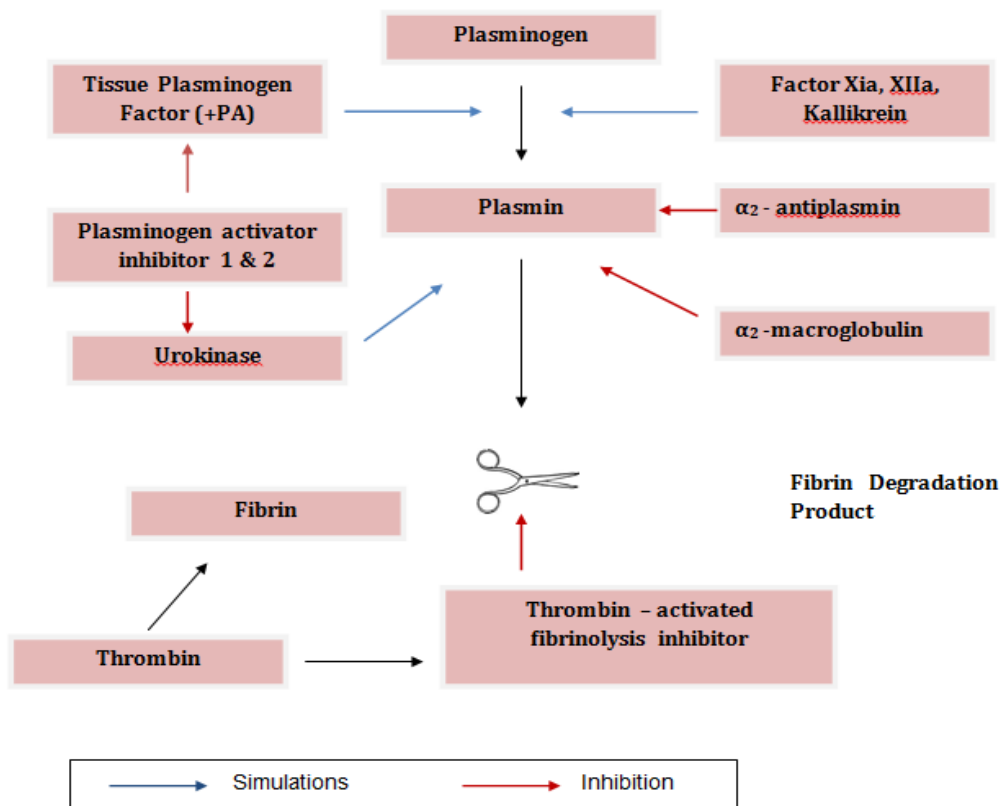 Plasminogen
Tissue Plasminogen
Factor (+PA)
Factor Xia, XIIa,
Kallikrein
Plasmin
α₂ - antiplasmin
Plasminogen activator
inhibitor 1 & 2
α₂ -macroglobulin
Urokinase
Fibrin Degradation
Product
Fibrin
Thrombin – activated
fibrinolysis inhibitor
Thrombin
Simulations
Inhibition